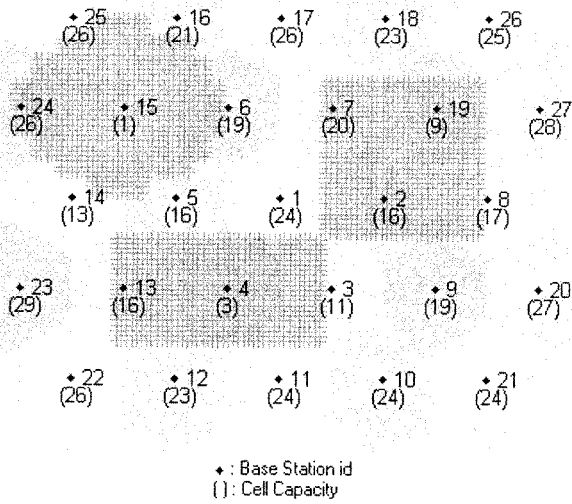 25 16 17 18 26
(26) (21) (26) (23) (25)
24 15 6 7 19 27
(26) (1) (19) (20) (9) (28)
14 5 1 2 8
(13) (16) (24) (16) (17)
23 13 4 3 9 20
(29) (16) (3) (11) (19) (27)
22 12 11 10 21
(26) (23) (24) (24) (24)
♦ : Base Station id
( ) : Cell Capacity